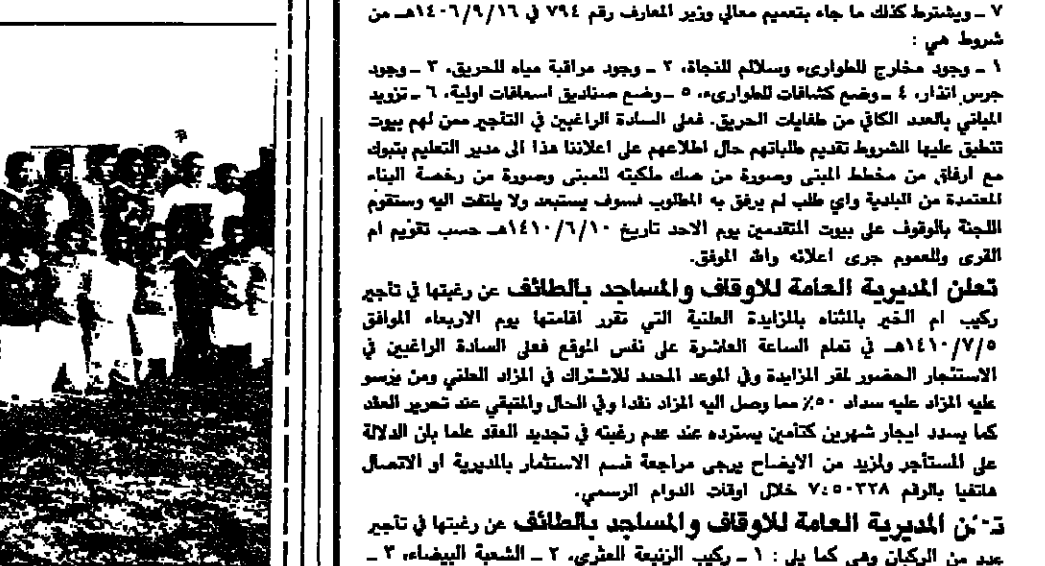 ٧ ـ ويشترط كذلك ما جاء بتعميم معالي وزير المعارف رقم ٧٩٤ في ١٤٠٦/٩/١٦هـ من
شروط هي :
١ ـ وجود مخارج للطوارىء وسلالم للنجاة، ٢ ـ وجود مراقبة مياه للحريق، ٣ ـ وجود
جرس انذار، ٤ ـ وضع كشافات للطوارىء، ٥ ـ وضع صناديق اسعافات اولية، ٦ ـ تزويد
المباني بالعدد الكافي من طفايات الحريق. فعلى السادة الراغبين في التأجير ممن لهم بيوت
تنطبق عليها الشروط تقديم طلباتهم حال اطلاعهم على اعلاننا هذا الى مدير التعليم بتبوك
مع ارفاق من مخطط المبنى وصورة من صك ملكيته للمبنى وصورة من رخصة البناء
المعتمدة من البلدية واي طلب لم يرفق به المطلوب فسوف يستبعد ولا يلتفت اليه وستقوم
اللجنة بالوقوف على بيوت المتقدمين يوم الاحد تاريخ ١٤١٠/٦/١٠هـ حسب تقويم ام
القرى وللعموم جرى اعلانه والله الموفق.
تعلن المديرية العامة للاوقاف والمساجد بالطائف عن رغبتها في تأجير
ركيب ام الخير بالمثناه بالمزايدة العلنية التي تقرر اقامتها يوم الاربعاء الموافق
١٤١٠/٧/٥هـ في تمام الساعة العاشرة على نفس الموقع فعلى السادة الراغبين في
الاستئجار الحضور لمقر المزايدة وفي الموعد المحدد للاشتراك في المزاد العلني ومن يرسو
عليه المزاد عليه سداد ٥٠٪ مما وصل اليه المزاد نقدا وفي الحال والمتبقي عند تحرير العقد
كما يسدد ايجار شهرين كتأمين يسترده عند عدم رغبته في تجديد العقد علما بان الدلالة
على المستأجر ولمزيد من الايضاح يرجى مراجعة قسم الاستثمار بالمديرية او الاتصال
هاتفيا بالرقم ٧٤٥٠٣٢٨ خلال اوقات الدوام الرسمي.
تعلن المديرية العامة للاوقاف والمساجد بالطائف عن رغبتها في تأجير
عدد من الركبان وهي كما يلي : ١ ـ ركيب الزنيعة العثري، ٢ ـ الشعبة البيضاء، ٣ ـ